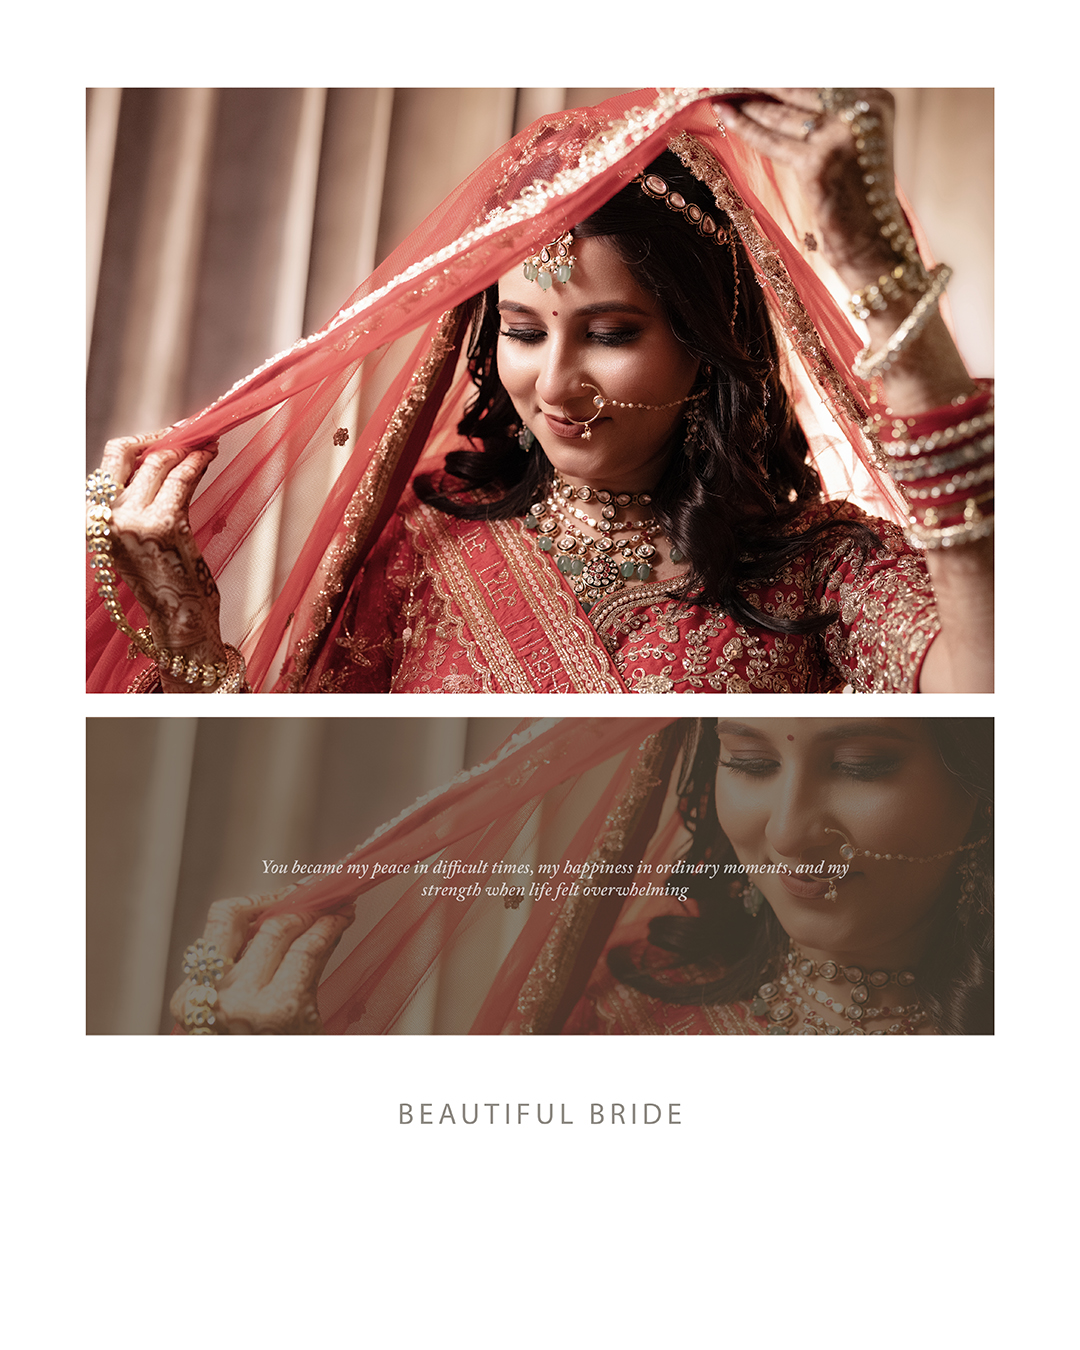 You became my peace in difficult times, my happiness in ordinary moments, and my
strength when life felt overwhelming
BEAUTIFUL BRIDE